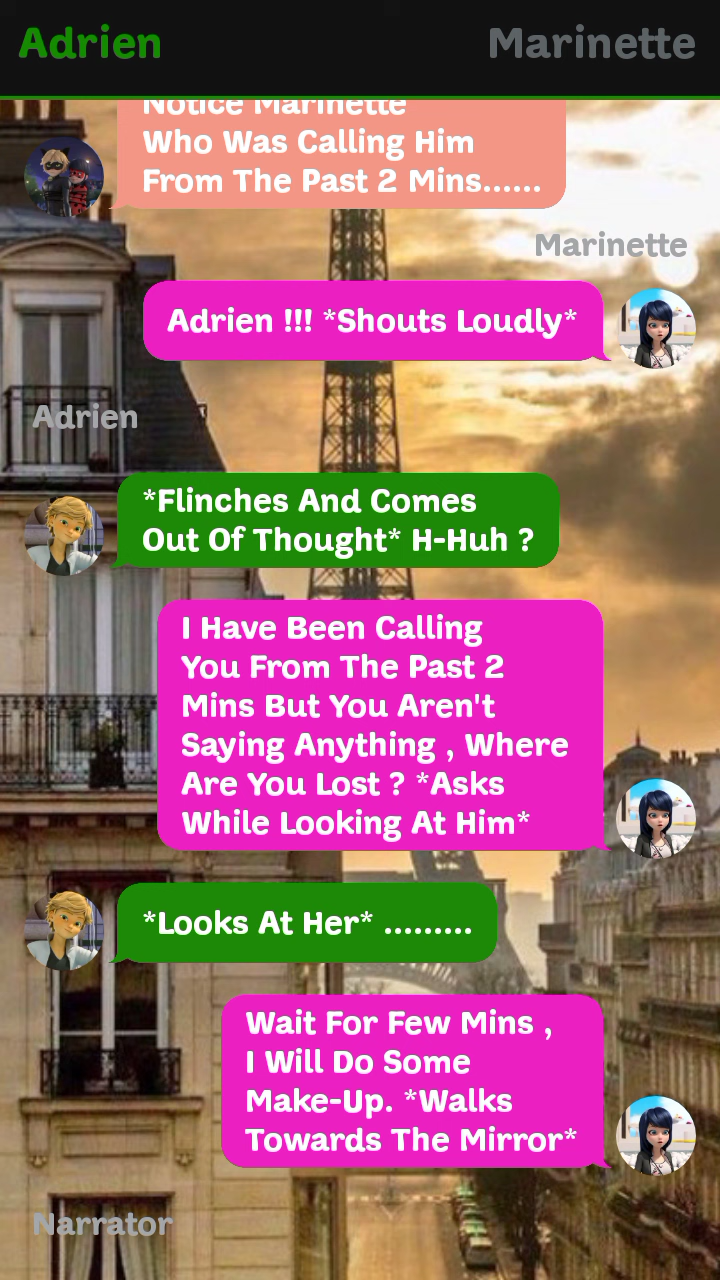 Adrien
Marinette
Notice Marinette
Who Was Calling Him
From The Past 2 Mins......
Marinette
Adrien !!! *Shouts Loudly*
Adrien
*Flinches And Comes
Out Of Thought* H-Huh ?
I Have Been Calling
You From The Past 2
Mins But You Aren't
Saying Anything , Where
Are You Lost ? *Asks
While Looking At Him*
*Looks At Her* .........
Wait For Few Mins ,
I Will Do Some
Make-Up. *Walks
Towards The Mirror*
Narrator